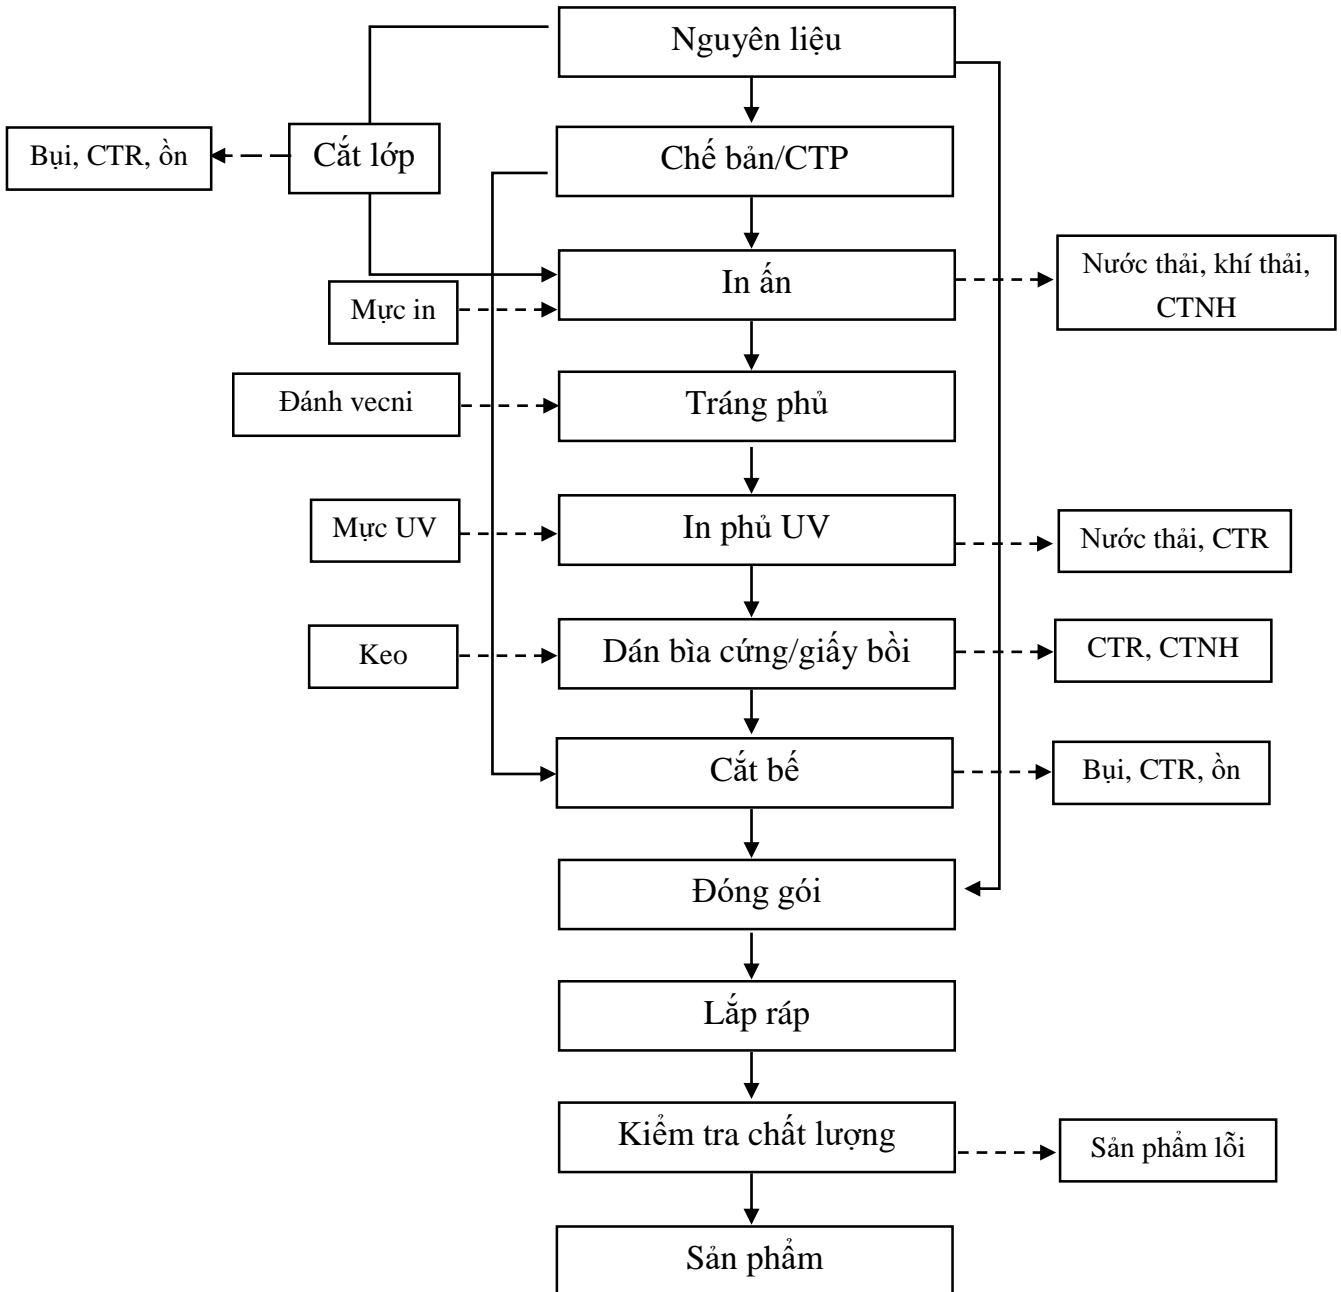 Nguyên liệu
Bụi, CTR, ồn
Cắt lớp
Chế bản/CTP
In ấn
Nước thải, khí thải,
CTNH
Mực in
Đánh vecni
Tráng phủ
Mực UV
In phủ UV
Nước thải, CTR
Keo
Dán bìa cứng/giấy bồi
CTR, CTNH
Cắt bế
Bụi, CTR, ồn
Đóng gói
Lắp ráp
Kiểm tra chất lượng
Sản phẩm lỗi
Sản phẩm